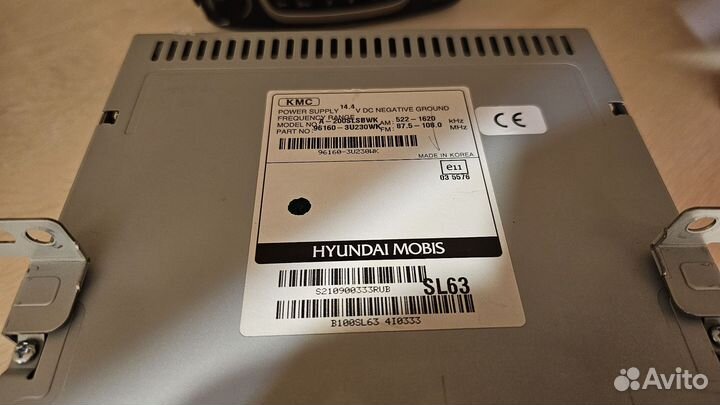 KMC
POWER SUPPLY 14.4 V DC NEGATIVE GROUND
FREQUENCY RANGE
MODEL NO. A-200SLSBWK AM: 522-1620 kHz
PART NO. 96160-3U230WK FM: 87.5-108.0 MHz
96160-3U230WK
MADE IN KOREA
CE
e11
03 5576
HYUNDAI MOBIS
S210900333RUB
SL63
B100SL63 4I0333
Avito